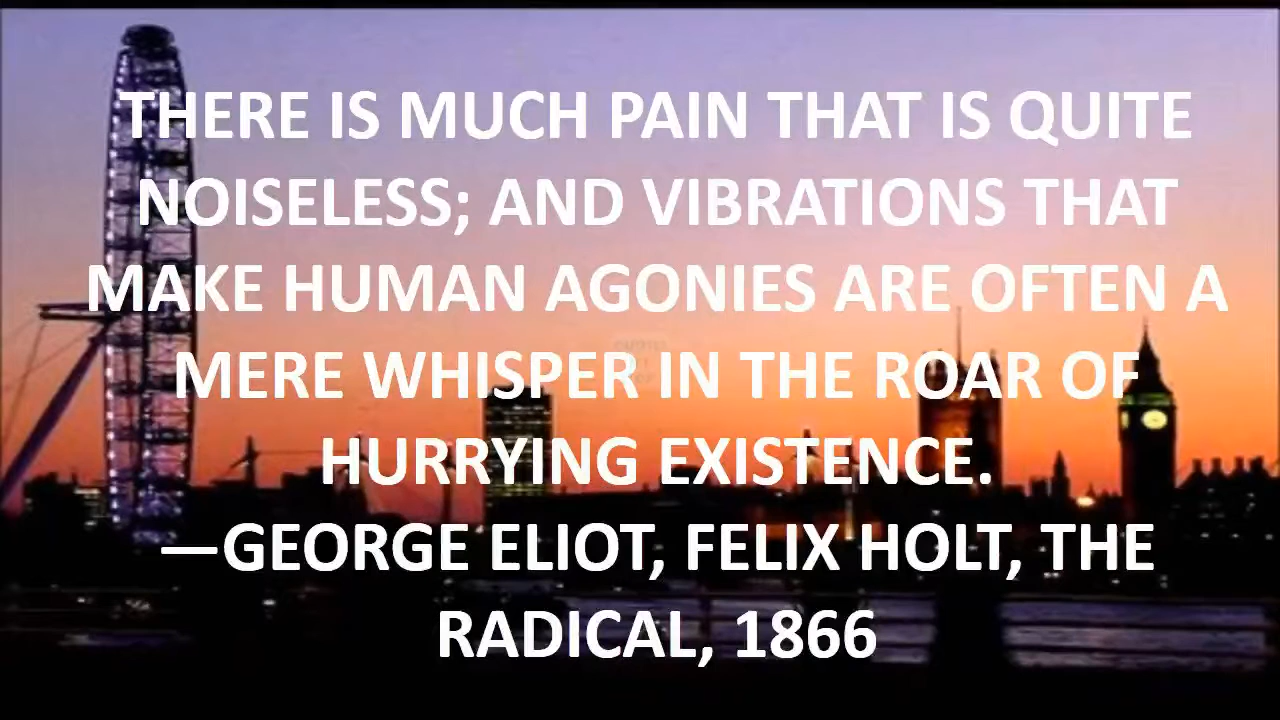 THERE IS MUCH PAIN THAT IS QUITE
NOISELESS; AND VIBRATIONS THAT
MAKE HUMAN AGONIES ARE OFTEN A
MERE WHISPER IN THE ROAR OF
HURRYING EXISTENCE.
—GEORGE ELIOT, FELIX HOLT, THE
RADICAL, 1866